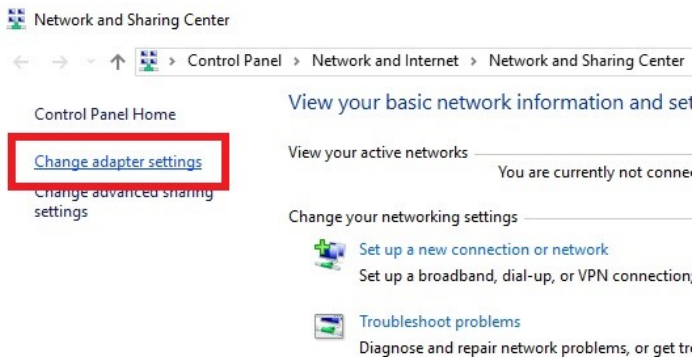 Network and Sharing Center
Control Panel > Network and Internet > Network and Sharing Center
Control Panel Home
Change adapter settings
Change advanced sharing
settings
View your basic network information and
View your active networks
You are currently not
Change your networking settings
Set up a new connection or network
Set up a broadband, dial-up, or VPN connection;
Troubleshoot problems
Diagnose and repair network problems, or get